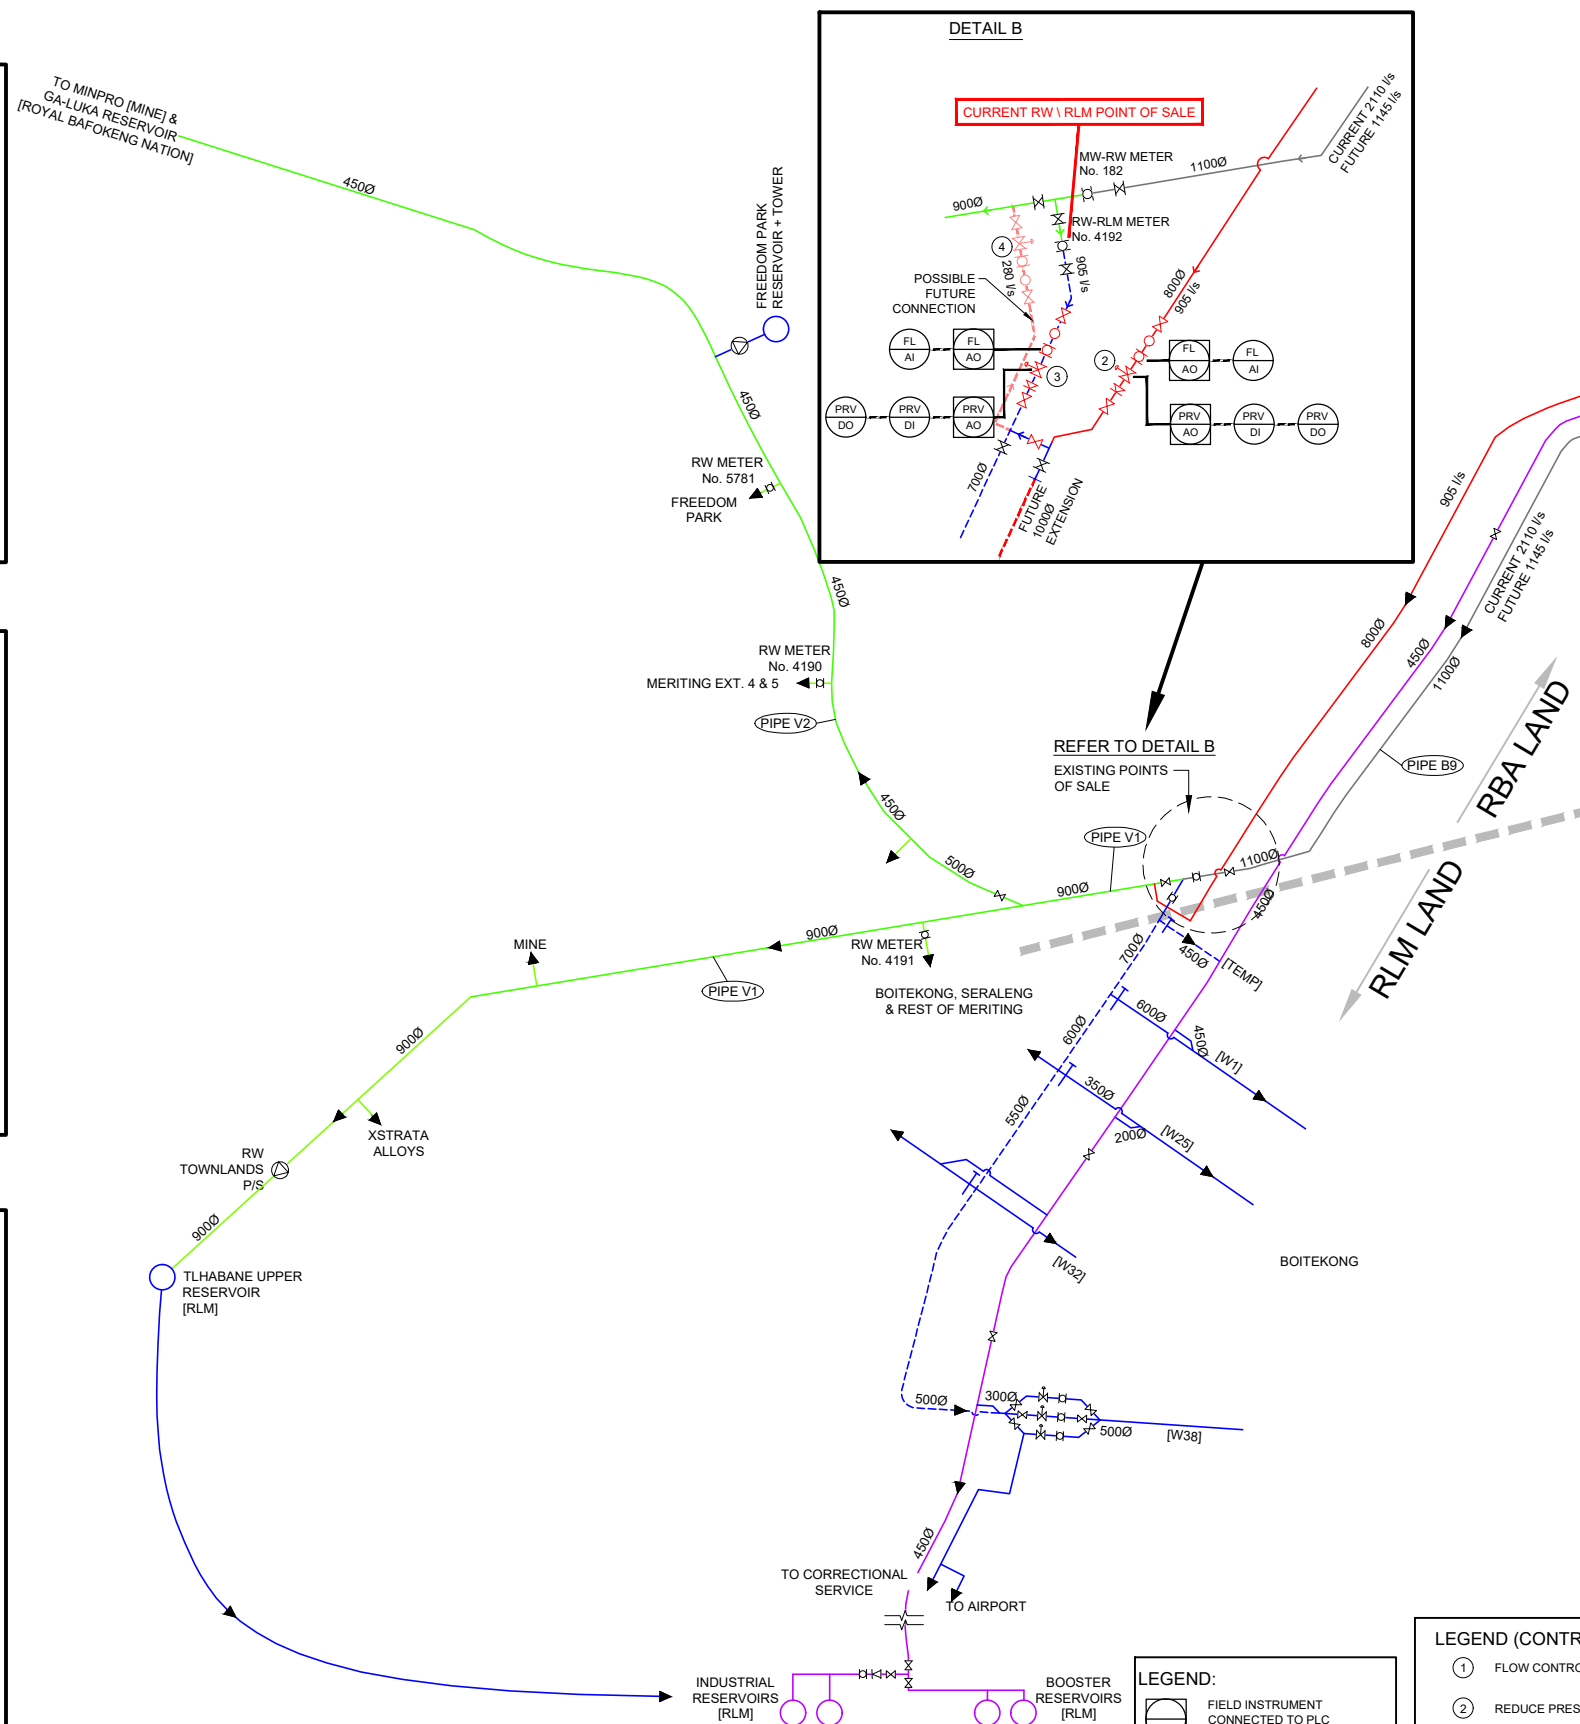 DETAIL B
CURRENT RW \ RLM POINT OF SALE
MW-RW METER
No. 182
1100Ø
CURRENT 2110 l/s
FUTURE 1145 l/s
900Ø
RW-RLM METER
No. 4192
4
280 l/s
905 l/s
800Ø
905 l/s
POSSIBLE
FUTURE
CONNECTION
FL
AI
FL
AO
3
2
FL
AO
FL
AI
PRV
DO
PRV
DI
PRV
AO
PRV
AO
PRV
DI
PRV
DO
700Ø
FUTURE
1000Ø
EXTENSION
TO MINPRO [MINE] &
GA-LUKA RESERVOIR
[ROYAL BAFOKENG NATION]
450Ø
FREEDOM PARK
RESERVOIR + TOWER
450Ø
RW METER
No. 5781
FREEDOM
PARK
450Ø
RW METER
No. 4190
MERITING EXT. 4 & 5
PIPE V2
450Ø
500Ø
905 l/s
CURRENT 2110 l/s
FUTURE 1145 l/s
800Ø
450Ø
1100Ø
PIPE B9
RBA LAND
RLM LAND
REFER TO DETAIL B
EXISTING POINTS
OF SALE
PIPE V1
1100Ø
900Ø
450Ø
900Ø
RW METER
No. 4191
BOITEKONG, SERALENG
& REST OF MERITING
MINE
PIPE V1
700Ø
450Ø
[TEMP]
600Ø
600Ø
450Ø
[W1]
350Ø
550Ø
200Ø
[W25]
900Ø
XSTRATA
ALLOYS
RW
TOWNLANDS
P/S
900Ø
TLHABANE UPPER
RESERVOIR
[RLM]
[W32]
BOITEKONG
500Ø
300Ø
500Ø
[W38]
450Ø
TO CORRECTIONAL
SERVICE
TO AIRPORT
INDUSTRIAL
RESERVOIRS
[RLM]
BOOSTER
RESERVOIRS
[RLM]
LEGEND:
FIELD INSTRUMENT
CONNECTED TO PLC
LEGEND (CONTR
1
FLOW CONTRO
2
REDUCE PRES